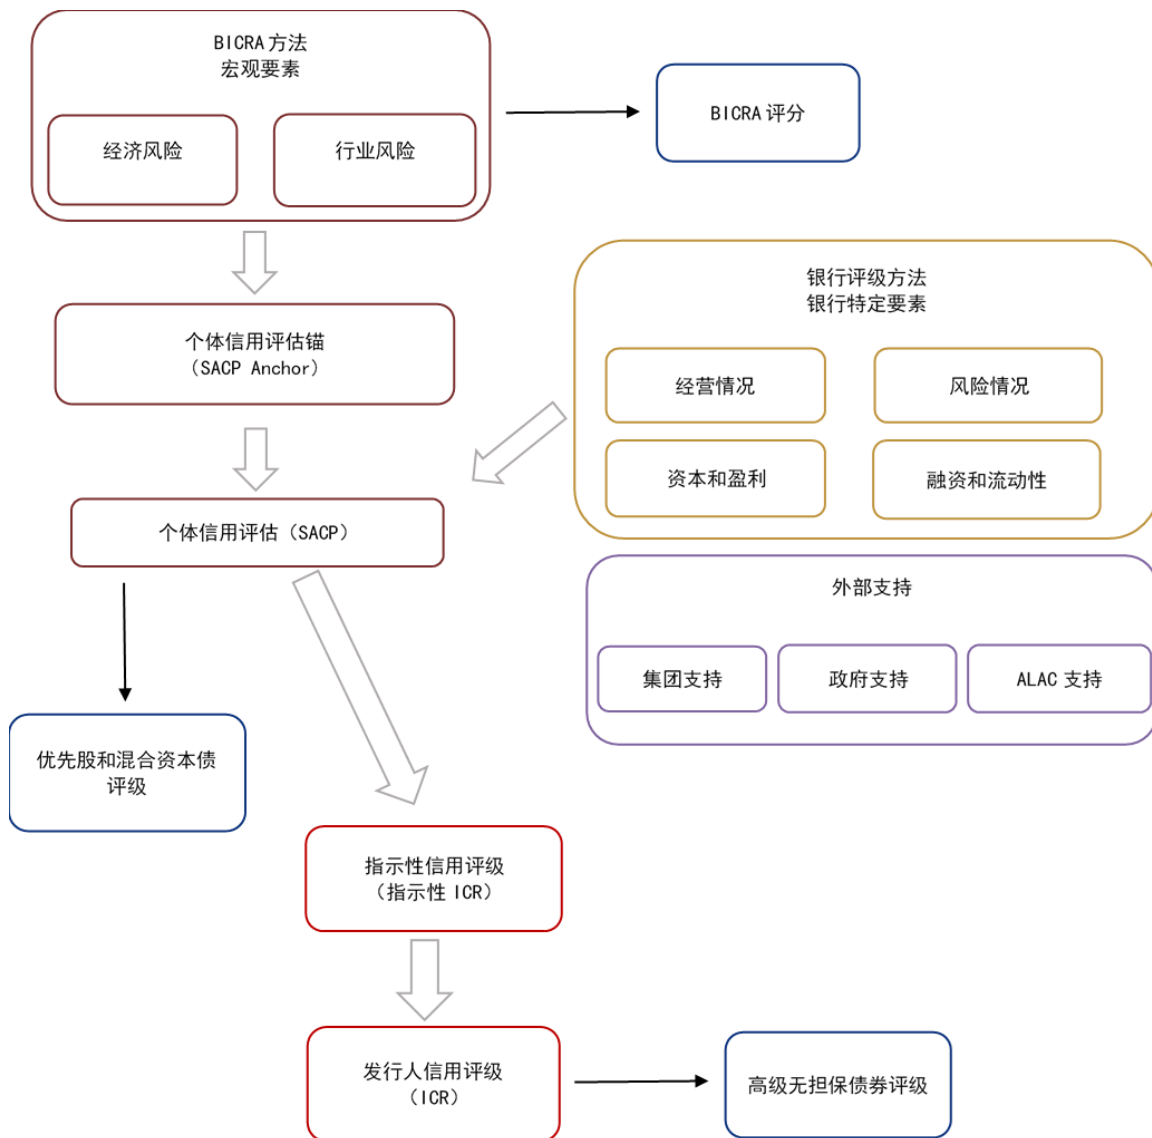 BICRA 方法
宏观要素
经济风险
行业风险
BICRA 评分
个体信用评估锚
（SACP Anchor）
银行评级方法
银行特定要素
经营情况
风险情况
资本和盈利
融资和流动性
个体信用评估（SACP）
外部支持
集团支持
政府支持
ALAC 支持
优先股和混合资本债
评级
指示性信用评级
（指示性 ICR）
发行人信用评级
（ICR）
高级无担保债券评级